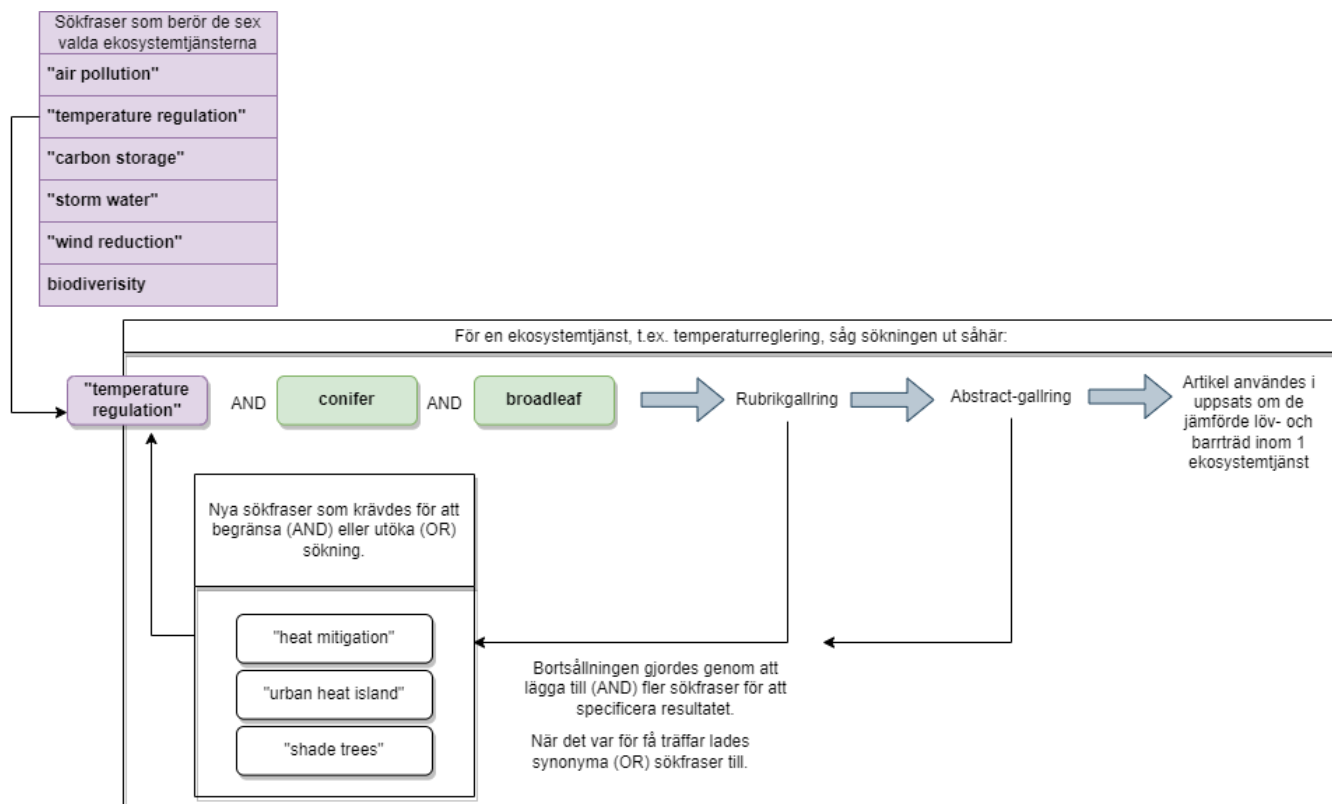 Sökfraser som berör de sex
valda ekosystemtjänsterna
"air pollution"
"temperature regulation"
"carbon storage"
"storm water"
"wind reduction"
biodiverisity
För en ekosystemtjänst, t.ex. temperaturreglering, såg sökningen ut såhär:
"temperature
regulation"
AND
conifer
AND
broadleaf
Rubrikgallring
Abstract-gallring
Artikel användes i
uppsats om de
jämförde löv- och
barrträd inom 1
ekosystemtjänst
Nya sökfraser som krävdes för att
begränsa (AND) eller utöka (OR)
sökning.
"heat mitigation"
"urban heat island"
"shade trees"
Bortsållningen gjordes genom att
lägga till (AND) fler sökfraser för att
specificera resultatet.
När det var för få träffar lades
synonyma (OR) sökfraser till.